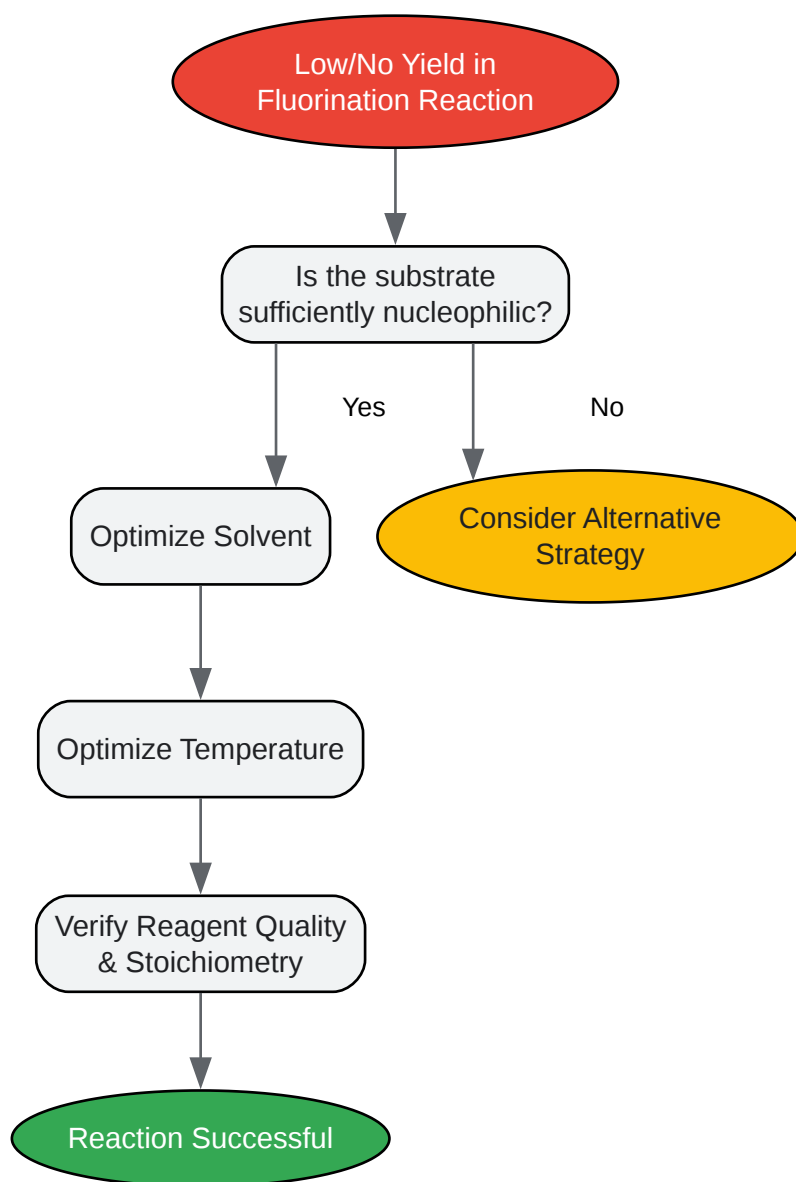 Low/No Yield in
Fluorination Reaction
Is the substrate
sufficiently nucleophilic?
Yes
No
Optimize Solvent
Consider Alternative
Strategy
Optimize Temperature
Verify Reagent Quality
& Stoichiometry
Reaction Successful